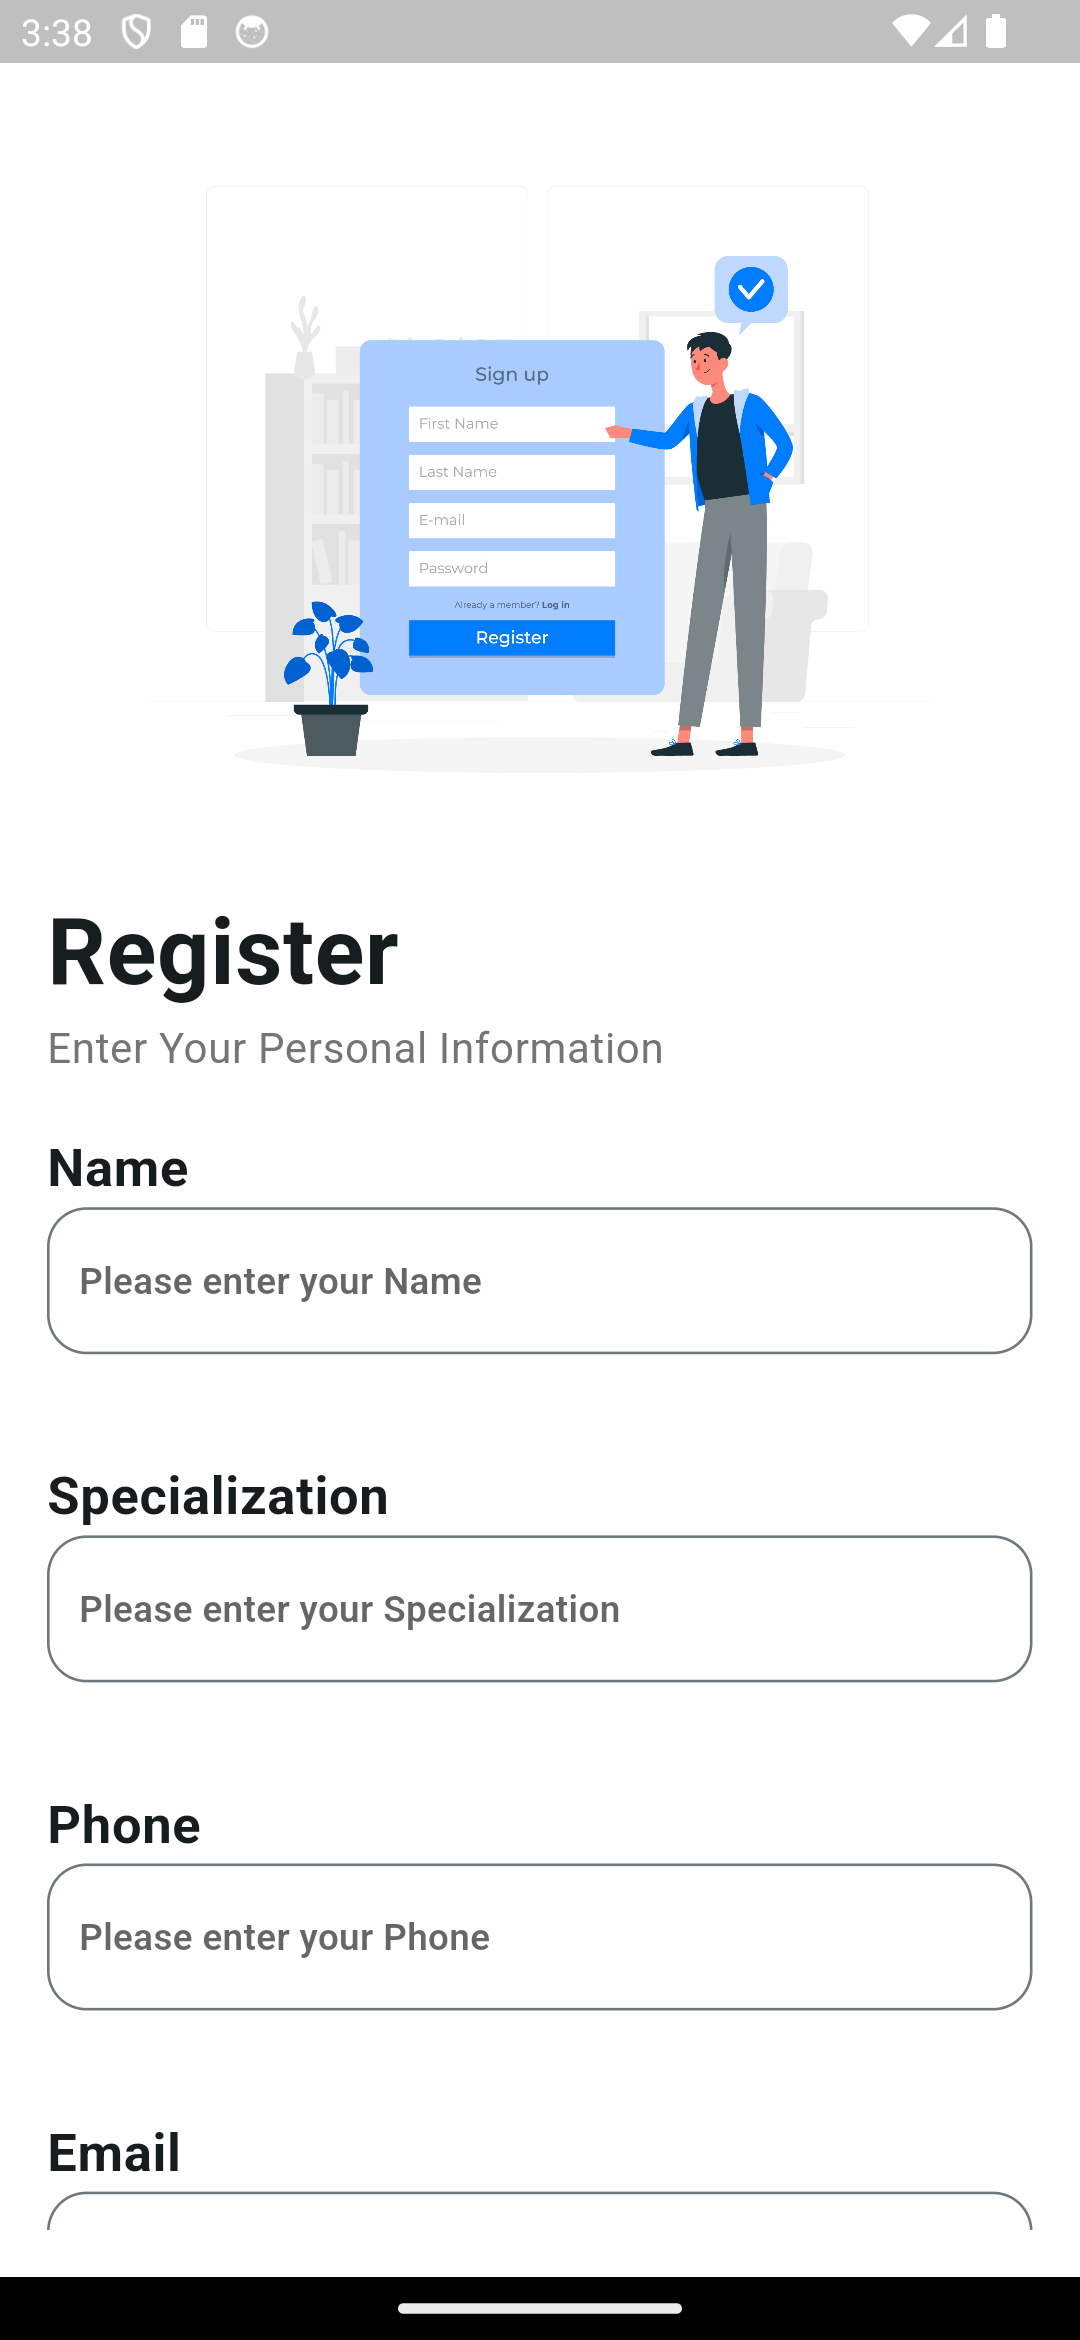 3:38
Sign up
First Name
Last Name
E-mail
Password
Already a member? Log in
Register
Register
Enter Your Personal Information
Name
Please enter your Name
Specialization
Please enter your Specialization
Phone
Please enter your Phone
Email